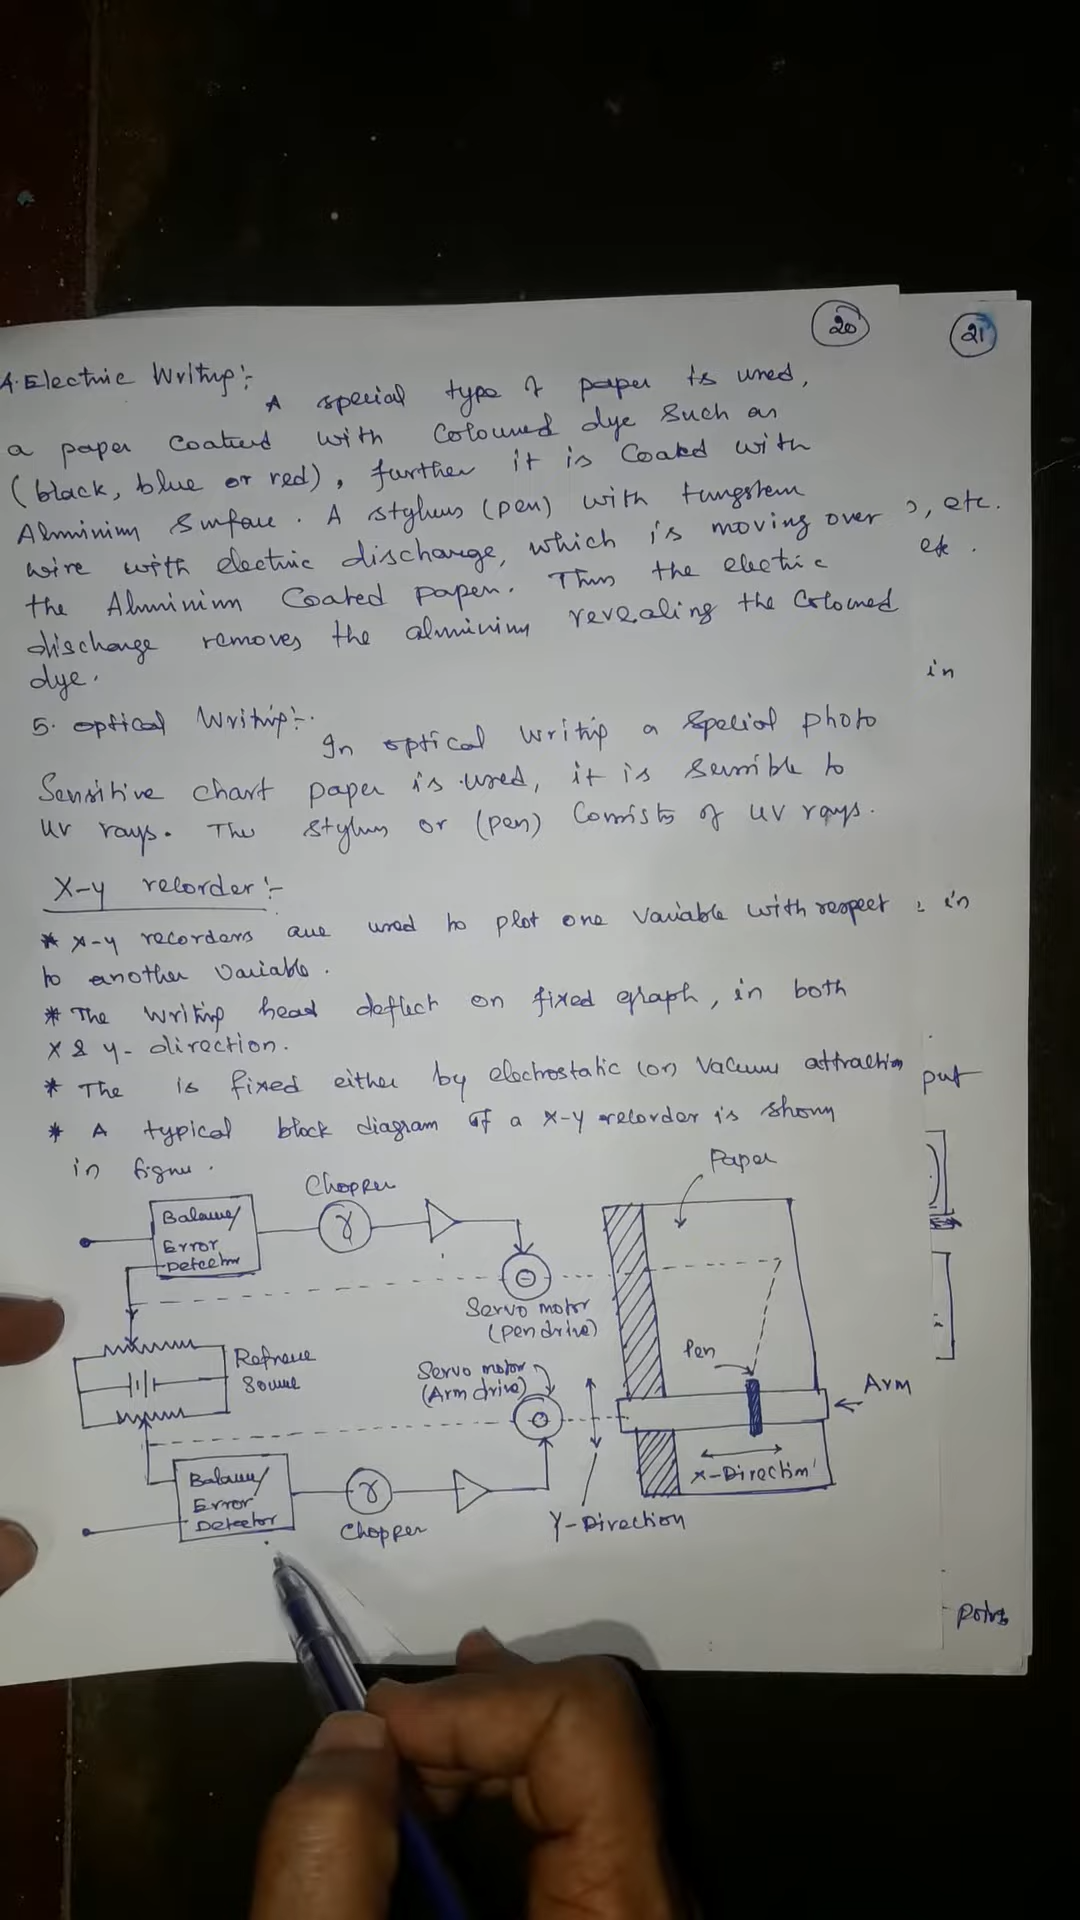 20
21
4. Electric Writing:-
A special type of paper is used,
a paper coated with coloured dye such as
(black, blue or red), further it is coated with
Aluminium surface. A stylus (pen) with tungsten
wire with electric discharge, which is moving over
the Aluminium Coated paper. Thus the electric
discharge removes the aluminium revealing the coloured
dye.
5. optical Writing:-
In optical writing a special photo
Sensitive chart paper is used, it is sensible to
UV rays. The stylus or (pen) consists of UV rays.
X-y recorder:-
* X-y recorders are used to plot one variable with respect
to another variable.
* The writing head deflect on fixed graph, in both
X & y- direction.
* The is fixed either by electrostatic (or) vacuum attraction
* A typical block diagram of a X-Y recorder is shown
in figure.
, etc.
etc.
in
in
put
points
Chopper
Paper
Balance/
Error
Detector
Servo motor
(pen drive)
Refrence
Source
Servo motor
(Arm drive)
Pen
Arm
Balance/
Error
Detector
Chopper
X-Direction
Y-Direction